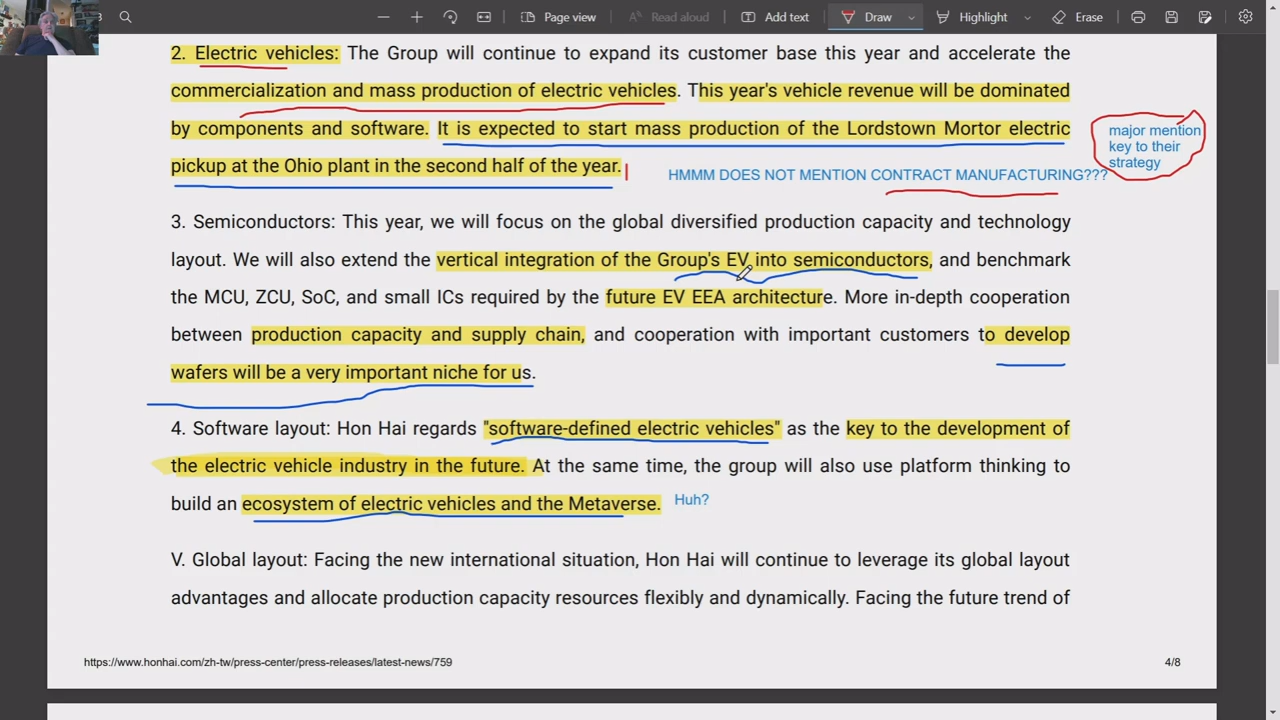 3
Page view
Read aloud
Add text
Draw
Highlight
Erase
2. Electric vehicles: The Group will continue to expand its customer base this year and accelerate the
commercialization and mass production of electric vehicles. This year's vehicle revenue will be dominated
by components and software. It is expected to start mass production of the Lordstown Mortor electric
pickup at the Ohio plant in the second half of the year.
major mention
key to their
strategy
HMMM DOES NOT MENTION CONTRACT MANUFACTURING???
3. Semiconductors: This year, we will focus on the global diversified production capacity and technology
layout. We will also extend the vertical integration of the Group's EV into semiconductors, and benchmark
the MCU, ZCU, SoC, and small ICs required by the future EV EEA architecture. More in-depth cooperation
between production capacity and supply chain, and cooperation with important customers to develop
wafers will be a very important niche for us.
4. Software layout: Hon Hai regards "software-defined electric vehicles" as the key to the development of
the electric vehicle industry in the future. At the same time, the group will also use platform thinking to
build an ecosystem of electric vehicles and the Metaverse. Huh?
V. Global layout: Facing the new international situation, Hon Hai will continue to leverage its global layout
advantages and allocate production capacity resources flexibly and dynamically. Facing the future trend of
https://www.honhai.com/zh-tw/press-center/press-releases/latest-news/759
4/8